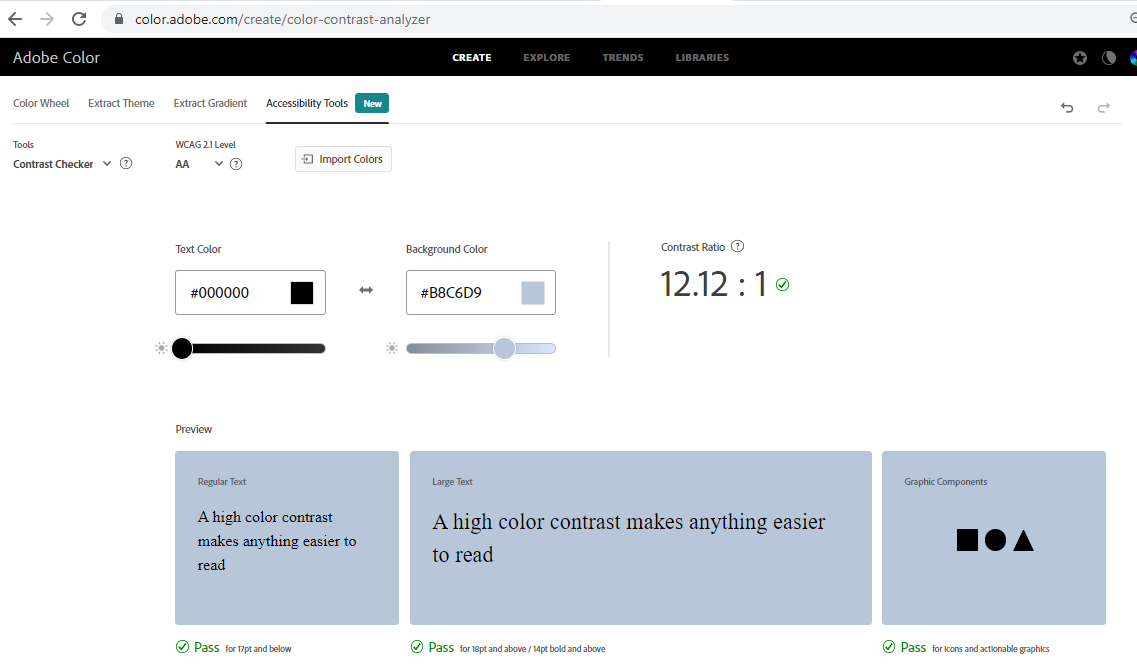 color.adobe.com/create/color-contrast-analyzer
Adobe Color CREATE EXPLORE TRENDS LIBRARIES
Color Wheel Extract Theme Extract Gradient Accessibility Tools New
Tools WCAG 2.1 Level
Contrast Checker AA Import Colors
Text Color Background Color Contrast Ratio
#000000 #B8C6D9 12.12 : 1
Preview
Regular Text
A high color contrast
makes anything easier to
read
Large Text
A high color contrast makes anything easier
to read
Graphic Components
Pass for 17pt and below
Pass for 18pt and above / 14pt bold and above
Pass for icons and actionable graphics